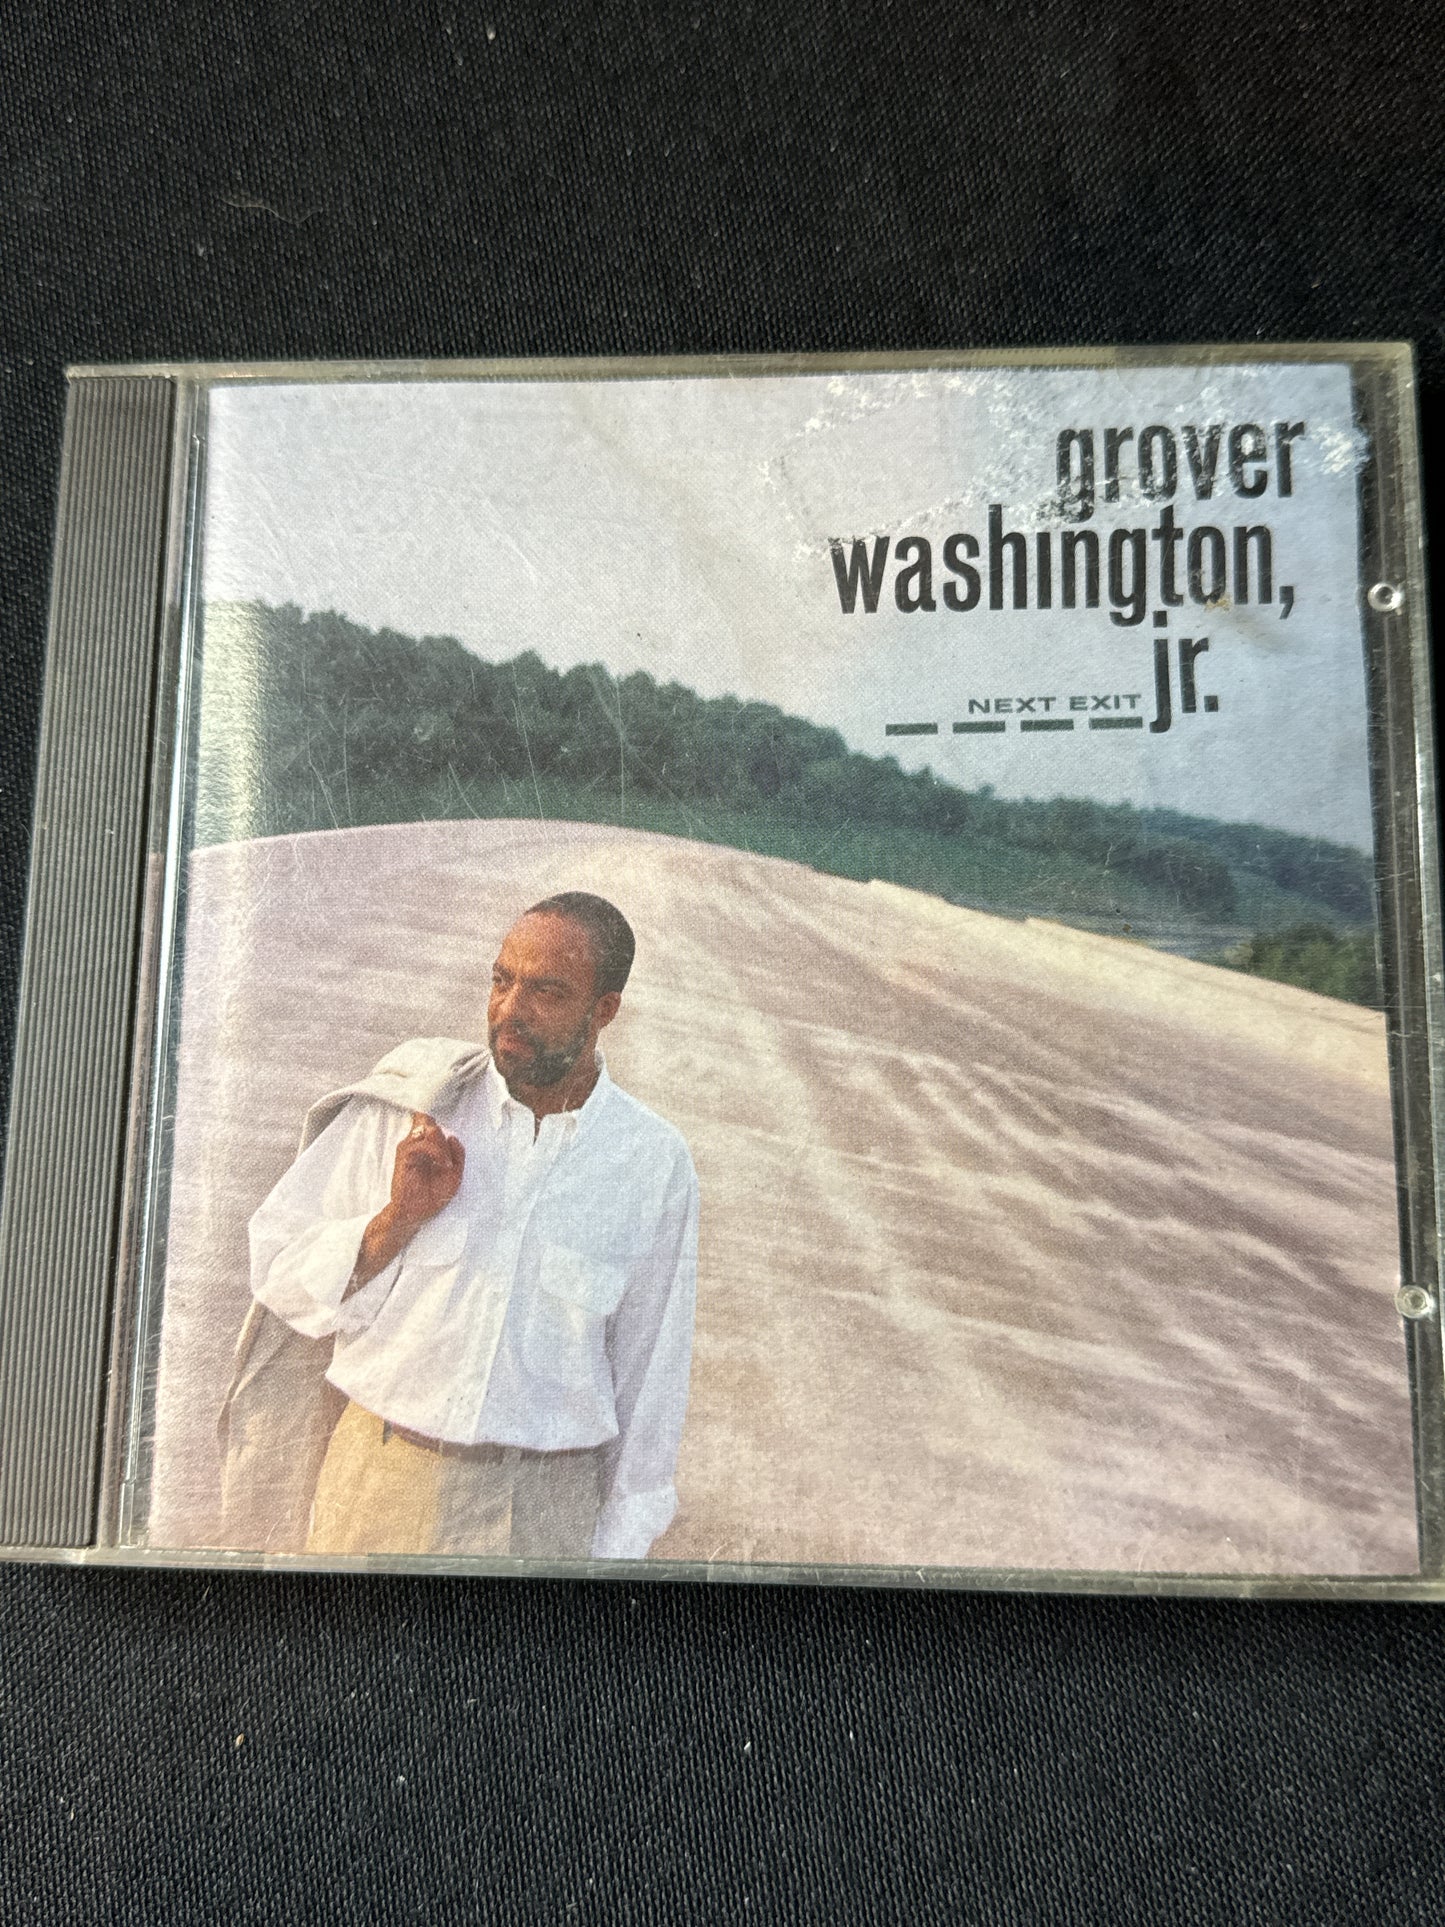 grover
washington,
jr.
NEXT EXIT